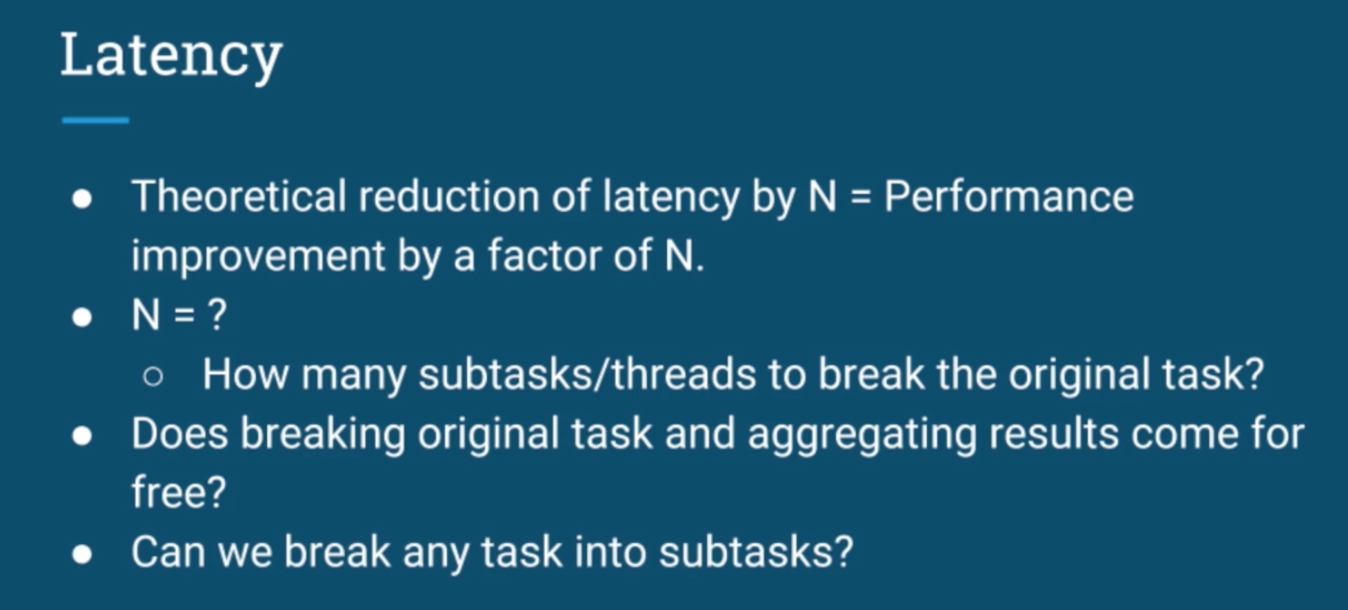 Latency
● Theoretical reduction of latency by N = Performance
improvement by a factor of N.
● N = ?
○ How many subtasks/threads to break the original task?
● Does breaking original task and aggregating results come for
free?
● Can we break any task into subtasks?